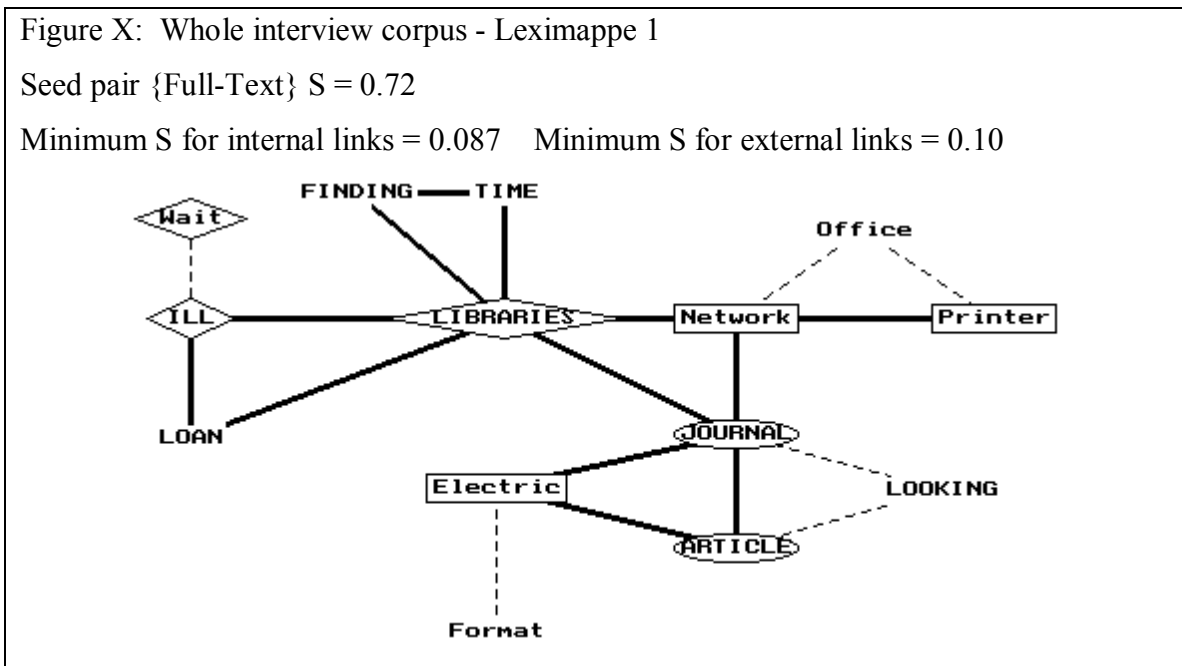 Figure X:  Whole interview corpus - Leximappe 1
Seed pair {Full-Text} S = 0.72
Minimum S for internal links = 0.087    Minimum S for external links = 0.10
FINDING TIME
Wait
Office
ILL LIBRARIES Network Printer
LOAN JOURNAL
Electric LOOKING
ARTICLE
Format